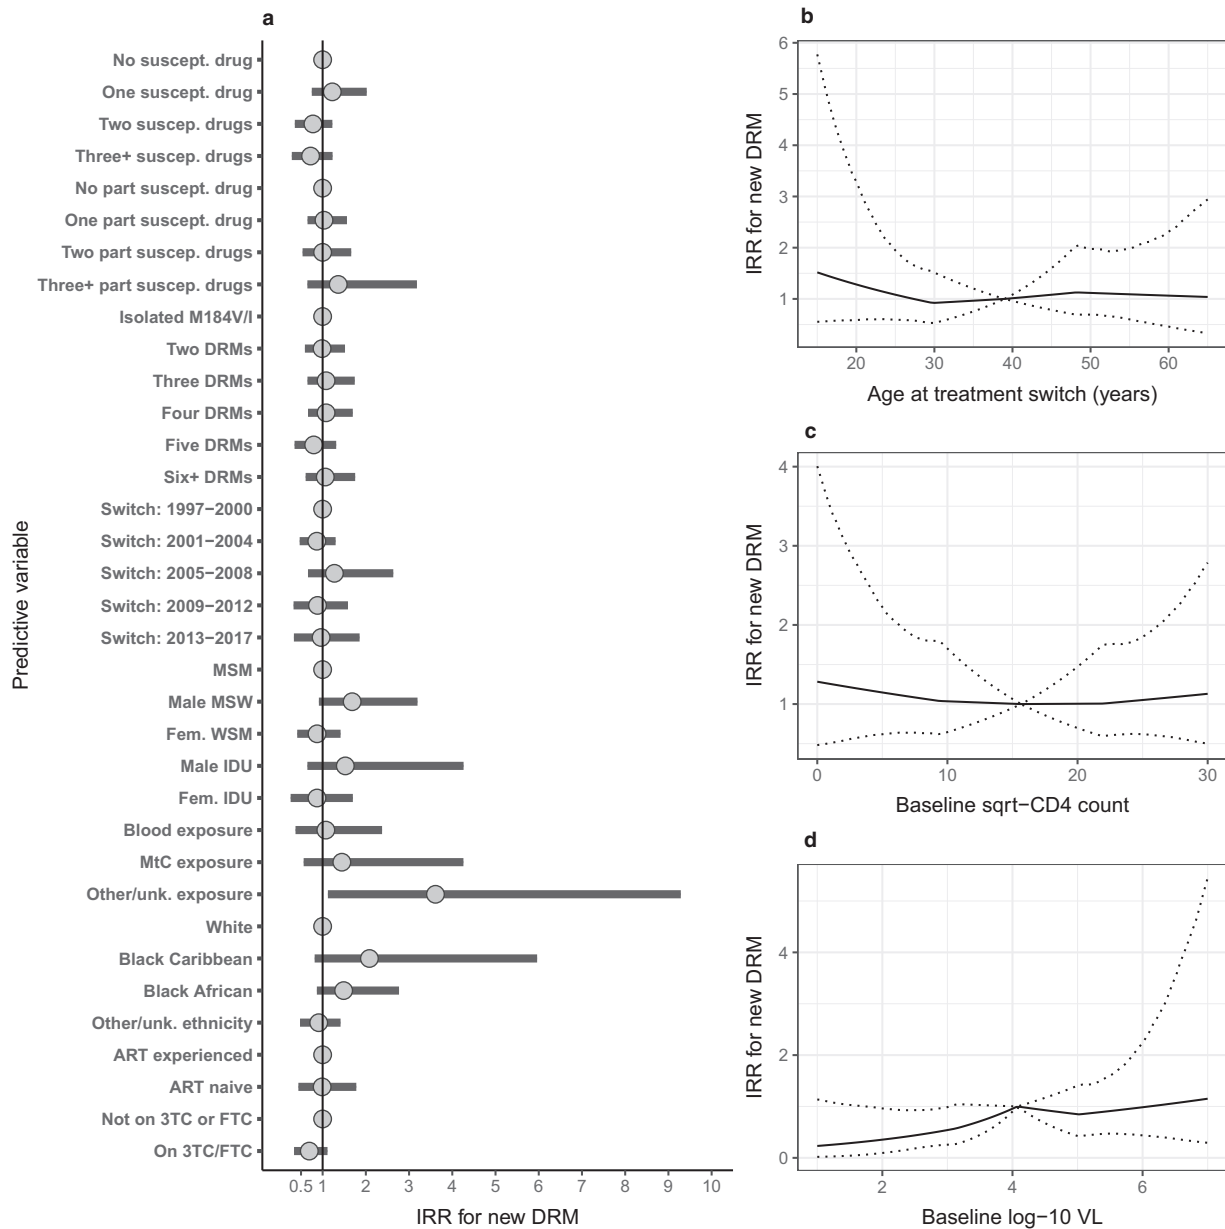 a
Predictive variable
No suscept. drug
One suscept. drug
Two suscep. drugs
Three+ suscep. drugs
No part suscept. drug
One part suscept. drug
Two part suscept. drugs
Three+ part suscep. drugs
Isolated M184V/I
Two DRMs
Three DRMs
Four DRMs
Five DRMs
Six+ DRMs
Switch: 1997−2000
Switch: 2001−2004
Switch: 2005−2008
Switch: 2009−2012
Switch: 2013−2017
MSM
Male MSW
Fem. WSM
Male IDU
Fem. IDU
Blood exposure
MtC exposure
Other/unk. exposure
White
Black Caribbean
Black African
Other/unk. ethnicity
ART experienced
ART naive
Not on 3TC or FTC
On 3TC/FTC
0.5 1 2 3 4 5 6 7 8 9 10
IRR for new DRM
b
IRR for new DRM
6
5
4
3
2
1
20 30 40 50 60
Age at treatment switch (years)
c
IRR for new DRM
4
3
2
1
0 10 20 30
Baseline sqrt−CD4 count
d
IRR for new DRM
4
2
0
2 4 6
Baseline log−10 VL